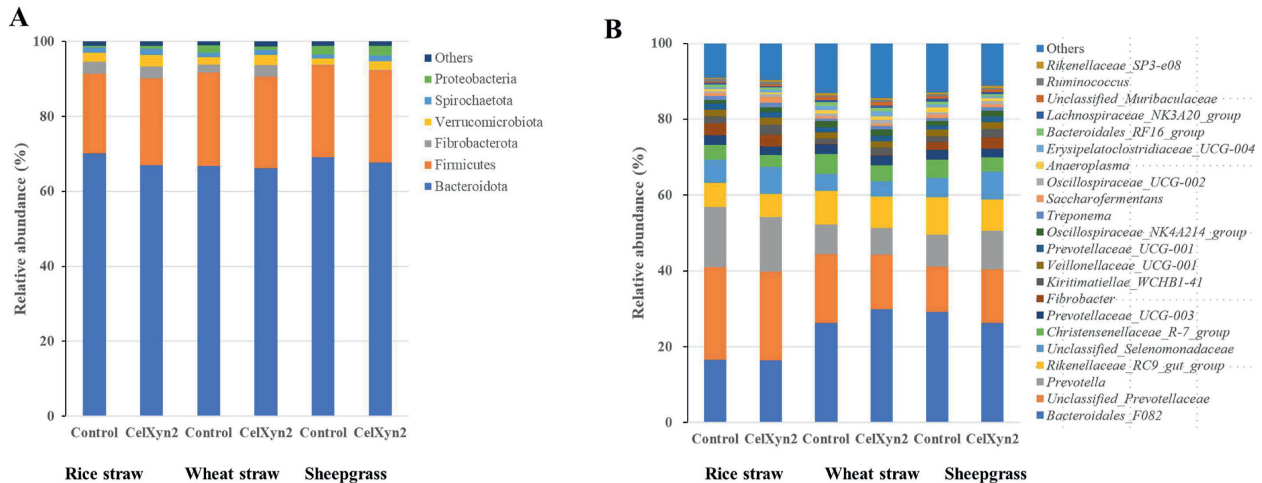 A
Relative abundance (%)
100
80
60
40
20
0
Control CelXyn2 Control CelXyn2 Control CelXyn2
Rice straw Wheat straw Sheepgrass
Others
Proteobacteria
Spirochaetota
Verrucomicrobiota
Fibrobacterota
Firmicutes
Bacteroidota
B
Relative abundance (%)
100
80
60
40
20
0
Control CelXyn2 Control CelXyn2 Control CelXyn2
Rice straw Wheat straw Sheepgrass
Others
Rikenellaceae_SP3-e08
Ruminococcus
Unclassified_Muribaculaceae
Lachnospiraceae_NK3A20_group
Bacteroidales_RF16_group
Erysipelatoclostridiaceae_UCG-004
Anaeroplasma
Oscillospiraceae_UCG-002
Saccharofermentans
Treponema
Oscillospiraceae_NK4A214_group
Prevotellaceae_UCG-001
Veillonellaceae_UCG-001
Kiritimatiellae_WCHB1-41
Fibrobacter
Prevotellaceae_UCG-003
Christensenellaceae_R-7_group
Unclassified_Selenomonadaceae
Rikenellaceae_RC9_gut_group
Prevotella
Unclassified_Prevotellaceae
Bacteroidales_F082